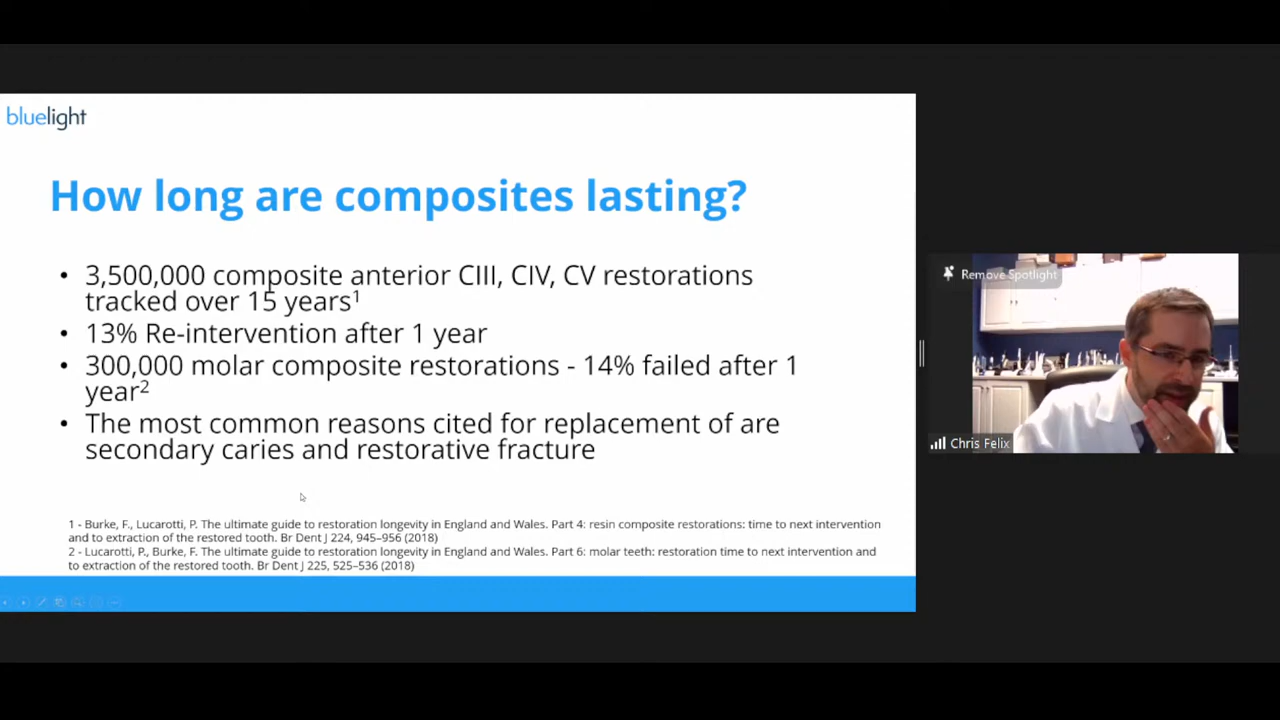 bluelight
How long are composites lasting?
• 3,500,000 composite anterior CIII, CIV, CV restorations
tracked over 15 years¹
• 13% Re-intervention after 1 year
• 300,000 molar composite restorations - 14% failed after 1
year²
• The most common reasons cited for replacement of are
secondary caries and restorative fracture
1 - Burke, F., Lucarotti, P. The ultimate guide to restoration longevity in England and Wales. Part 4: resin composite restorations: time to next intervention
and to extraction of the restored tooth. Br Dent J 224, 945–956 (2018)
2 - Lucarotti, P., Burke, F. The ultimate guide to restoration longevity in England and Wales. Part 6: molar teeth: restoration time to next intervention and
to extraction of the restored tooth. Br Dent J 225, 525–536 (2018)
Remove Spotlight
Chris Felix